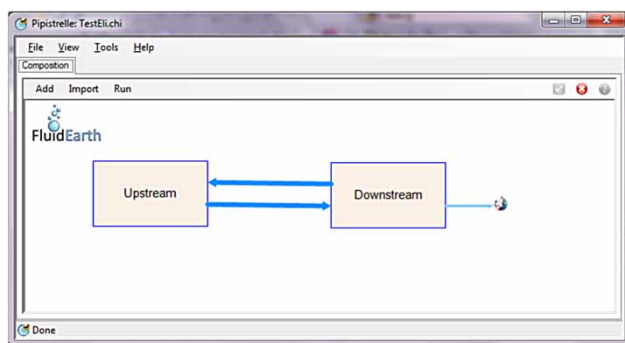 Pipistrelle: TestEli.chi
File View Tools Help
Composition
Add Import Run
FluidEarth
Upstream
Downstream
Done